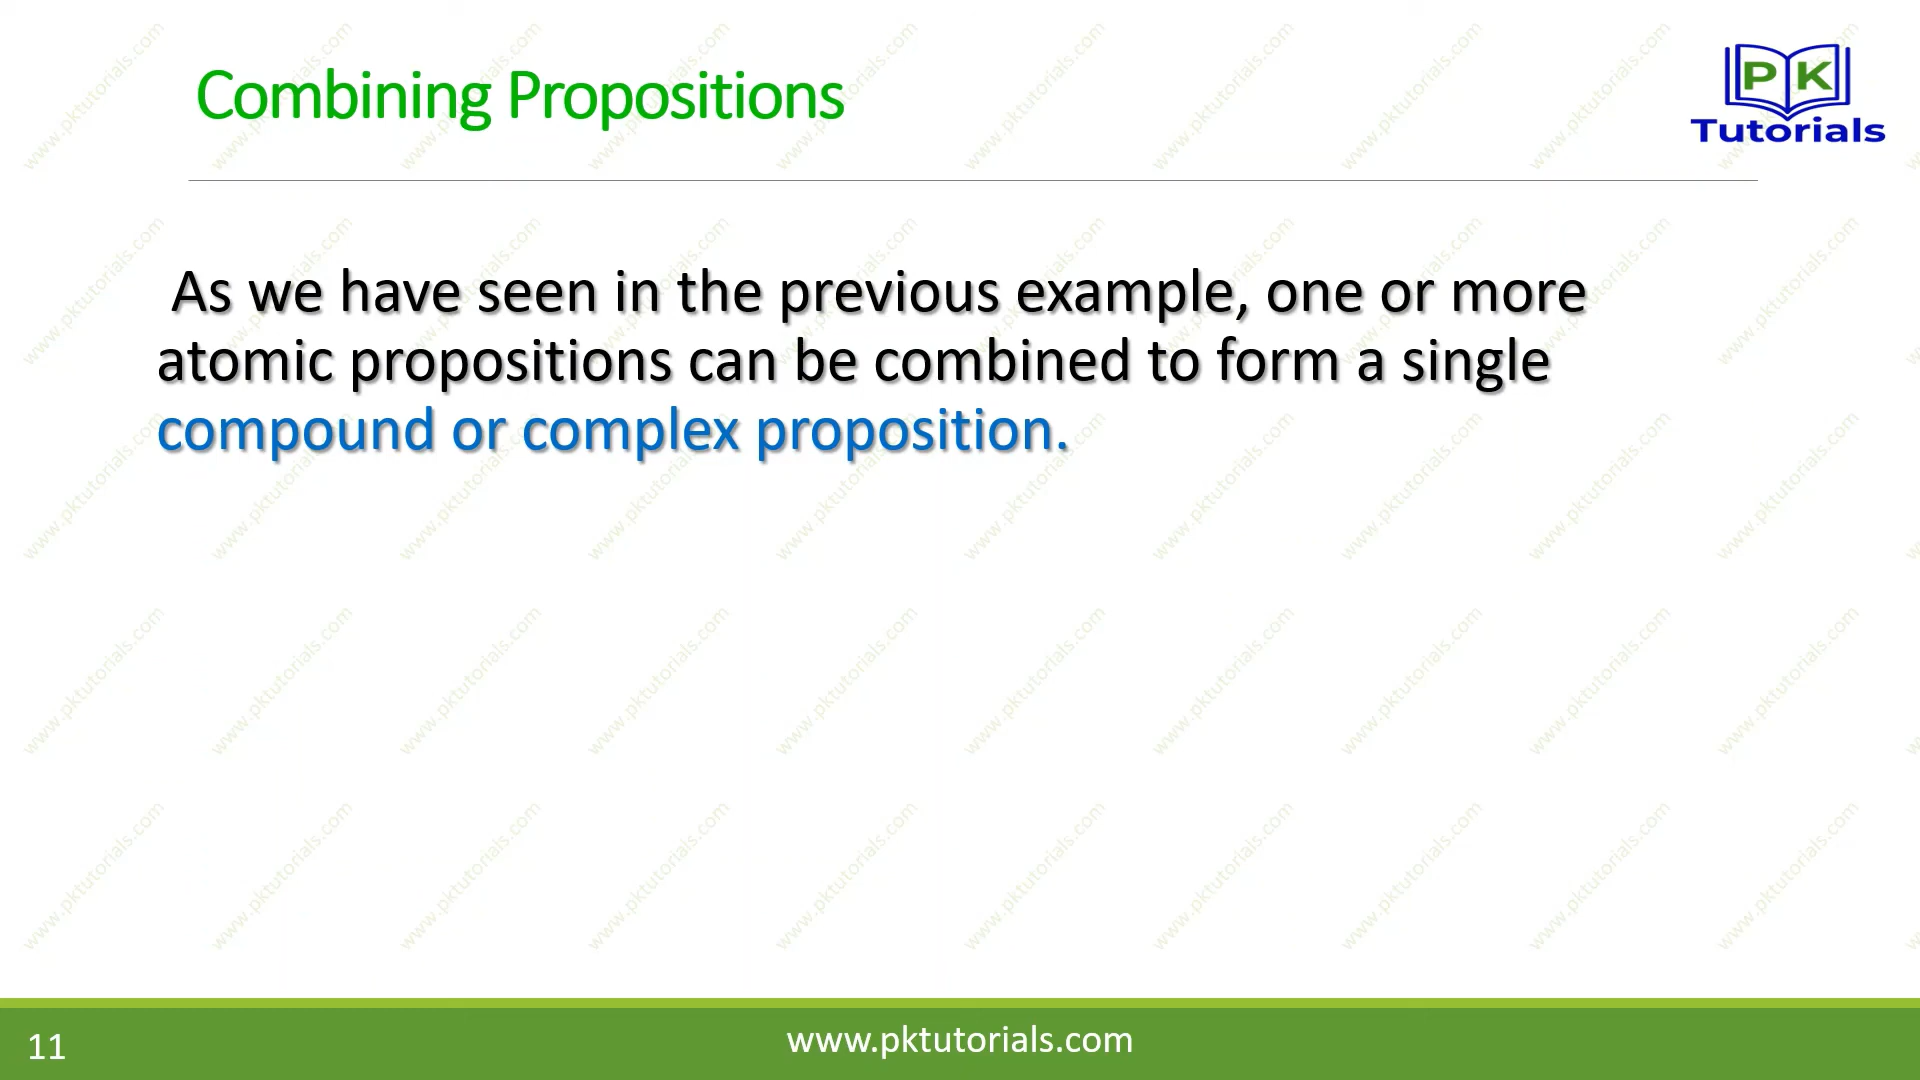 Combining Propositions
PK
Tutorials
As we have seen in the previous example, one or more
atomic propositions can be combined to form a single
compound or complex proposition.
11
www.pktutorials.com